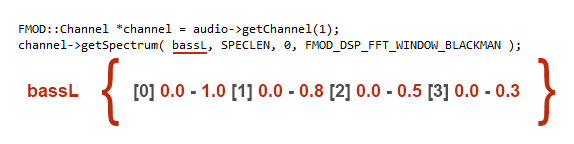 FMOD::Channel *channel = audio->getChannel(1);
channel->getSpectrum( bassL, SPECLEN, 0, FMOD_DSP_FFT_WINDOW_BLACKMAN );
bassL { [0] 0.0 - 1.0 [1] 0.0 - 0.8 [2] 0.0 - 0.5 [3] 0.0 - 0.3 }